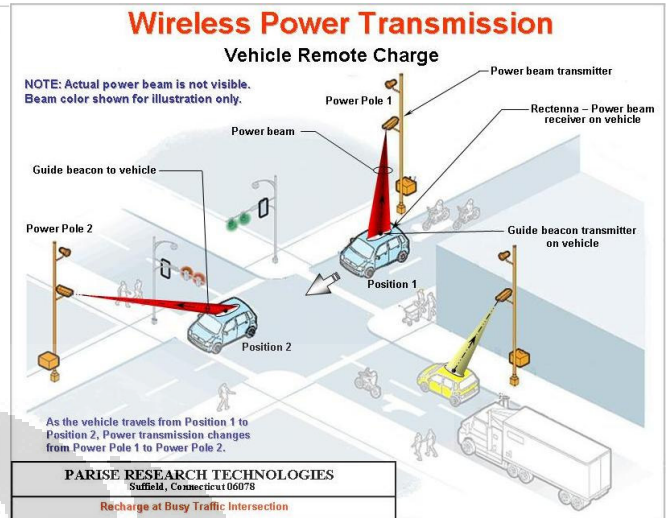 Wireless Power Transmission
Vehicle Remote Charge
NOTE: Actual power beam is not visible.
Beam color shown for illustration only.
Power beam transmitter
Power Pole 1
Rectenna – Power beam
receiver on vehicle
Power beam
Guide beacon to vehicle
Power Pole 2
Guide beacon transmitter
on vehicle
Position 1
Position 2
As the vehicle travels from Position 1 to
Position 2, Power transmission changes
from Power Pole 1 to Power Pole 2.
PARISE RESEARCH TECHNOLOGIES
Suffield, Connecticut 06078
Recharge at Busy Traffic Intersection